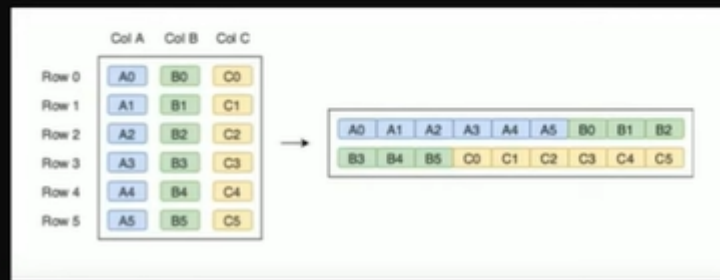 Col A Col B Col C
Row 0 A0 B0 C0
Row 1 A1 B1 C1
Row 2 A2 B2 C2
Row 3 A3 B3 C3
Row 4 A4 B4 C4
Row 5 A5 B5 C5
A0 A1 A2 A3 A4 A5 B0 B1 B2
B3 B4 B5 C0 C1 C2 C3 C4 C5